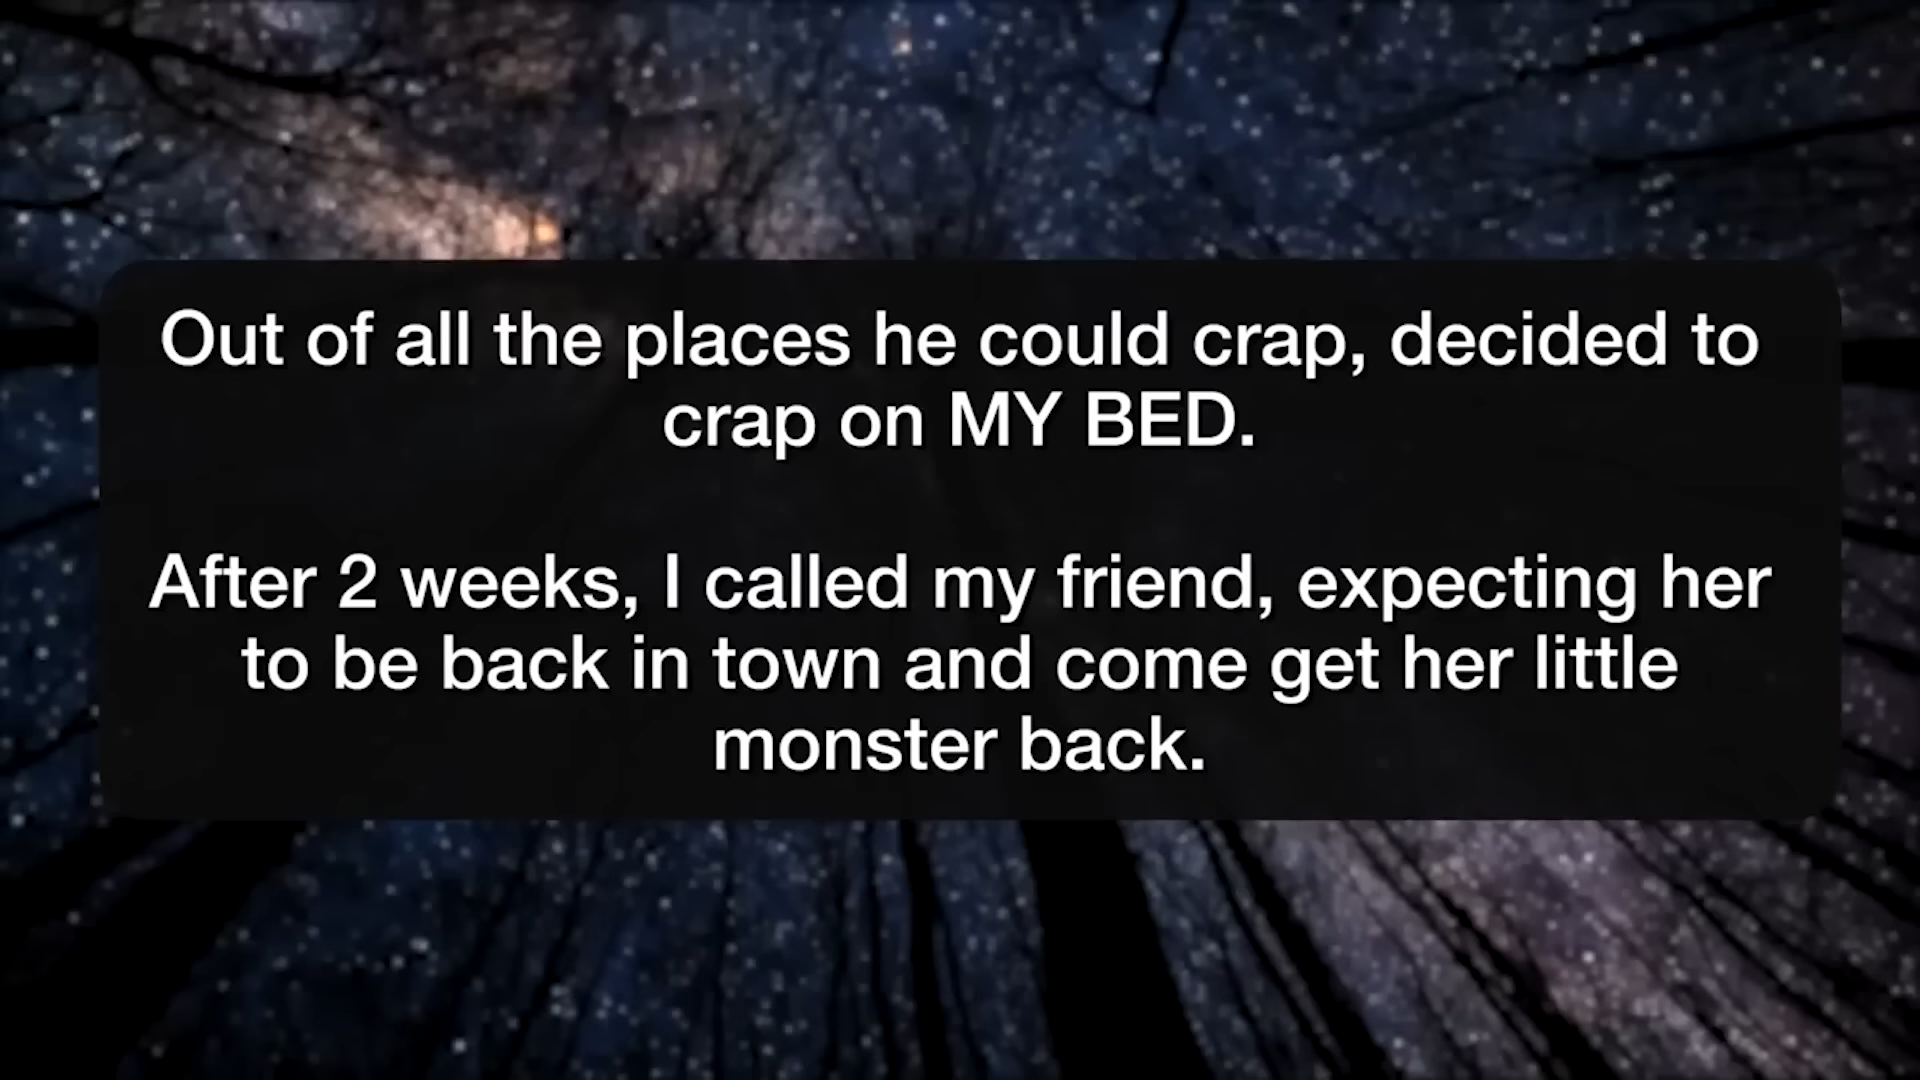 Out of all the places he could crap, decided to
crap on MY BED.
After 2 weeks, I called my friend, expecting her
to be back in town and come get her little
monster back.